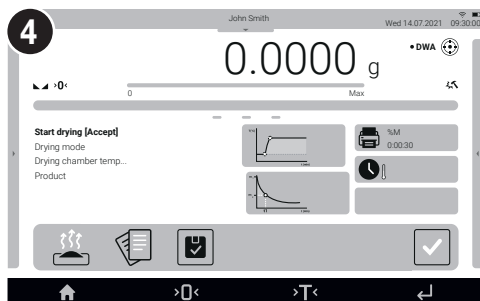 4
John Smith
Wed 14.07.2021 09:30:00
0.0000 g
• DWA
>0<
0 Max
Start drying [Accept]
Drying mode
Drying chamber temp...
Product
%M
0:00:30
>0< >T<